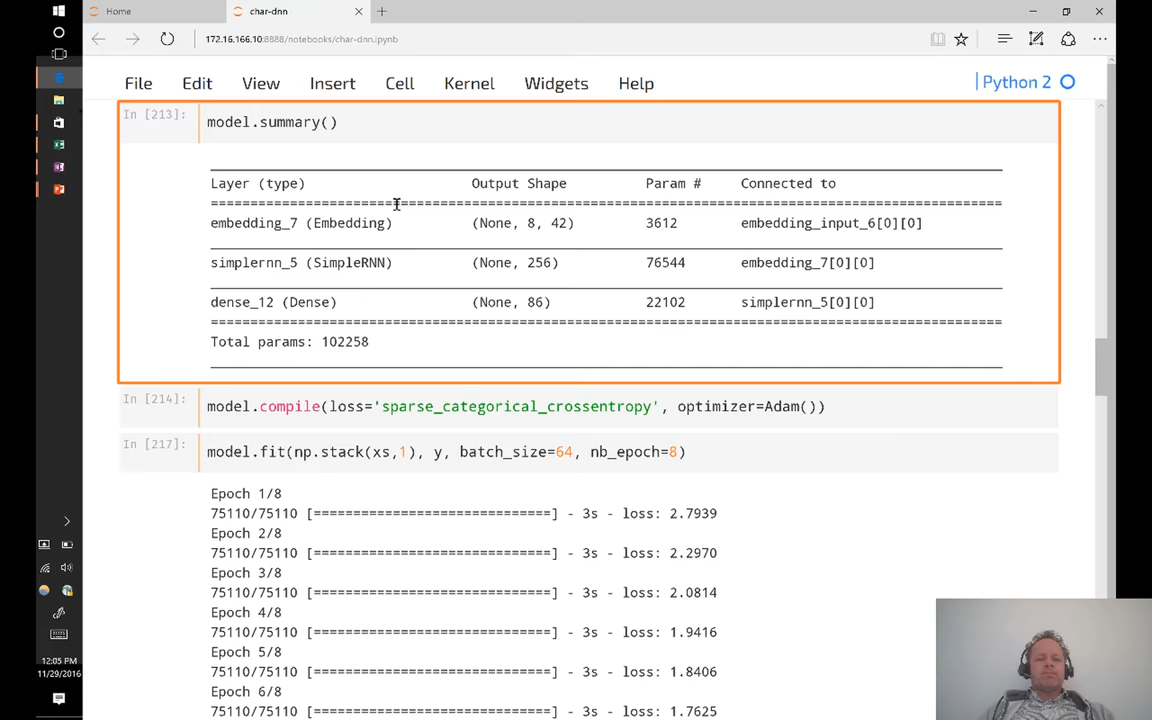 Home
char-dnn
172.16.166.10:8888/notebooks/char-dnn.ipynb
File Edit View Insert Cell Kernel Widgets Help
Python 2
In [213]: model.summary()
Layer (type) Output Shape Param # Connected to
====================================================================================================
embedding_7 (Embedding) (None, 8, 42) 3612 embedding_input_6[0][0]
simplernn_5 (SimpleRNN) (None, 256) 76544 embedding_7[0][0]
dense_12 (Dense) (None, 86) 22102 simplernn_5[0][0]
====================================================================================================
Total params: 102258
In [214]: model.compile(loss='sparse_categorical_crossentropy', optimizer=Adam())
In [217]: model.fit(np.stack(xs,1), y, batch_size=64, nb_epoch=8)
Epoch 1/8
75110/75110 [==============================] - 3s - loss: 2.7939
Epoch 2/8
75110/75110 [==============================] - 3s - loss: 2.2970
Epoch 3/8
75110/75110 [==============================] - 3s - loss: 2.0814
Epoch 4/8
75110/75110 [==============================] - 3s - loss: 1.9416
Epoch 5/8
75110/75110 [==============================] - 3s - loss: 1.8406
Epoch 6/8
75110/75110 [==============================] - 3s - loss: 1.7625
12:05 PM
11/29/2016